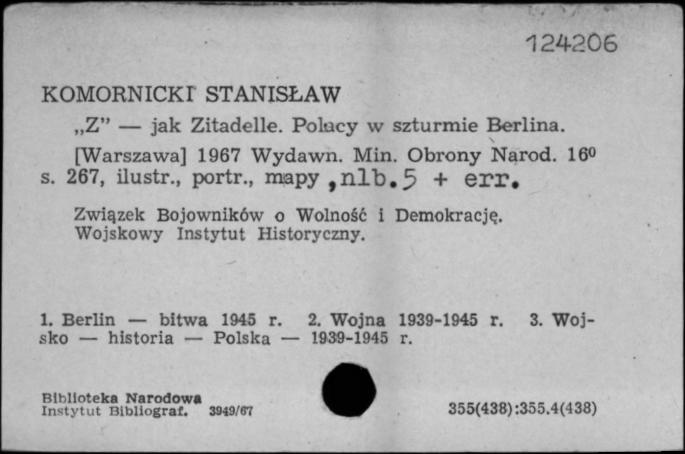 124206
KOMORNICKI STANISŁAW
„Z” — jak Zitadelle. Polacy w szturmie Berlina.
[Warszawa] 1967 Wydawn. Min. Obrony Narod. 16⁰
s. 267, ilustr., portr., mapy ,nlb.5 + err.
Związek Bojowników o Wolność i Demokrację.
Wojskowy Instytut Historyczny.
1. Berlin — bitwa 1945 r. 2. Wojna 1939-1945 r. 3. Woj-
sko — historia — Polska — 1939-1945 r.
Biblioteka Narodowa
Instytut Bibliograf. 3949/67
355(438):355.4(438)